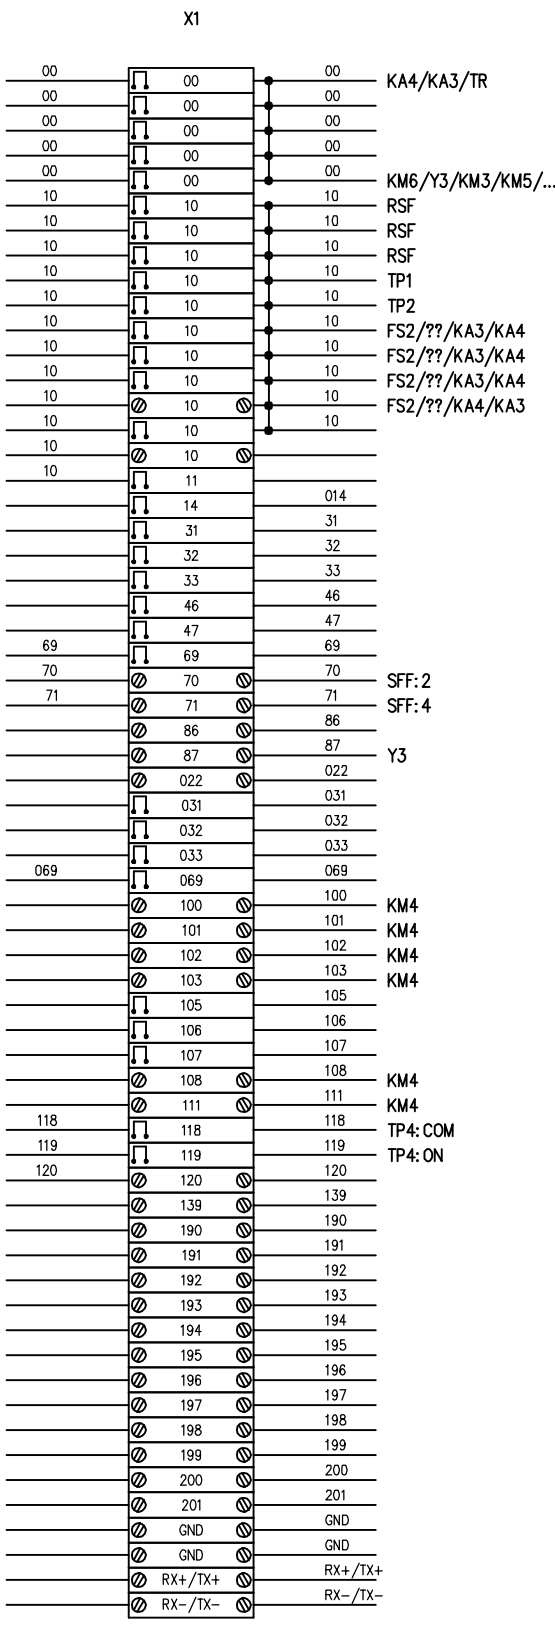 X1
00 00 00 KA4/KA3/TR
00 00 00
00 00 00
00 00 00
00 00 00 KM6/Y3/KM3/KM5/...
10 10 10 RSF
10 10 10 RSF
10 10 10 RSF
10 10 10 TP1
10 10 10 TP2
10 10 10 FS2/??/KA3/KA4
10 10 10 FS2/??/KA3/KA4
10 10 10 FS2/??/KA3/KA4
10 10 10 FS2/??/KA4/KA3
10 10 10
10 10
10 11
14 014
31 31
32 32
33 33
46 46
47 47
69 69 69
70 70 70 SFF:2
71 71 71 SFF:4
86 86
87 87 Y3
022 022
031 031
032 032
033 033
069 069 069
100 100 KM4
101 101 KM4
102 102 KM4
103 103 KM4
105 105
106 106
107 107
108 108 KM4
111 111 KM4
118 118 118 TP4:COM
119 119 119 TP4:ON
120 120 120
139 139
190 190
191 191
192 192
193 193
194 194
195 195
196 196
197 197
198 198
199 199
200 200
201 201
GND GND
GND GND
RX+/TX+ RX+/TX+
RX-/TX- RX-/TX-